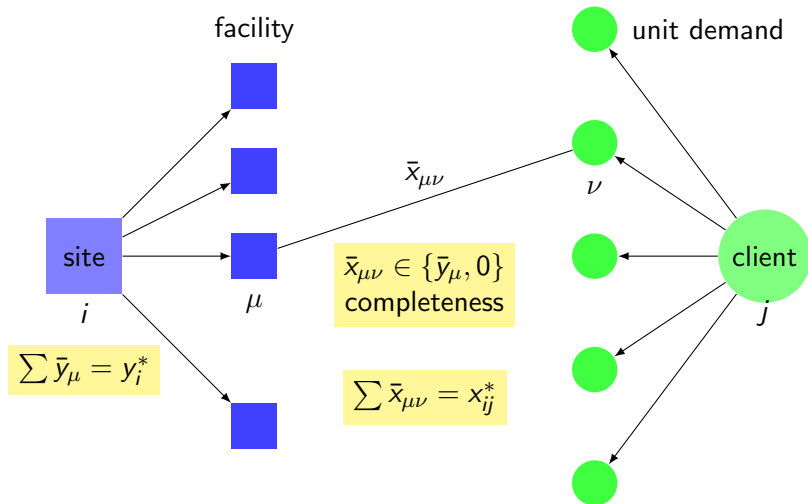 facility
unit demand
x̄_μν
ν
site
client
μ
x̄_μν ∈ {ȳ_μ, 0}
completeness
i
j
∑ ȳ_μ = y_i^*
∑ x̄_μν = x_ij^*